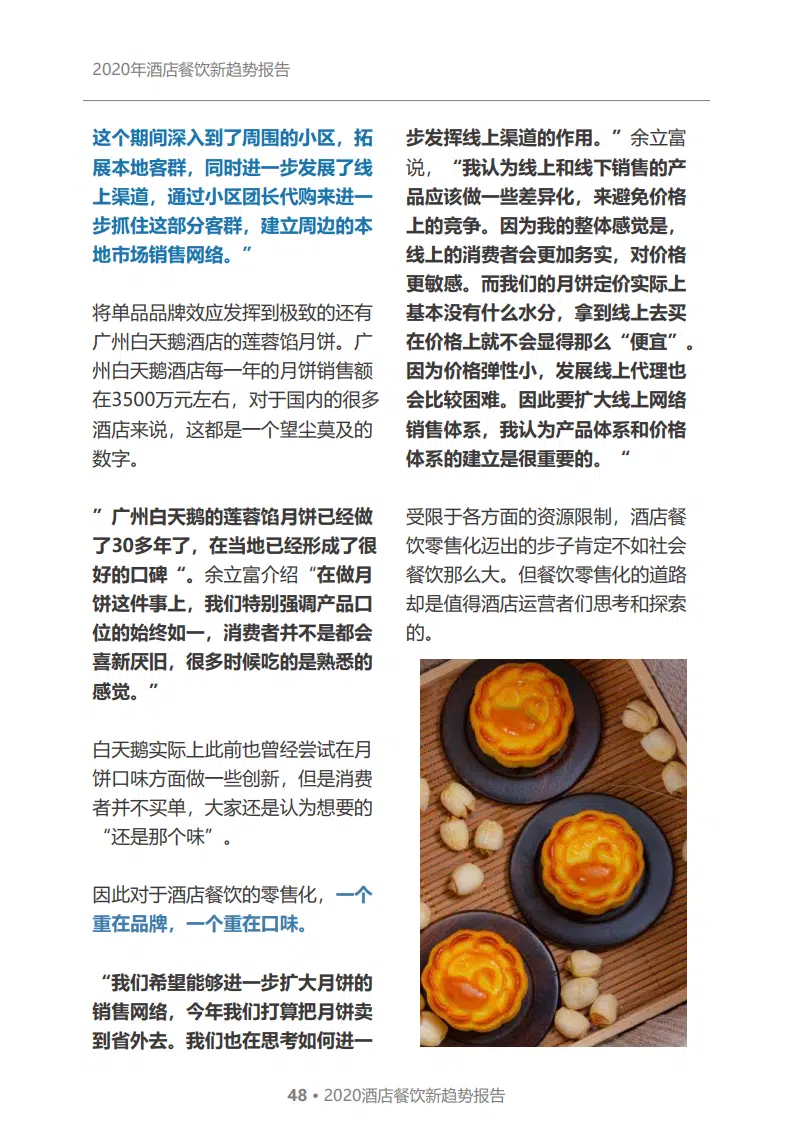 2020年酒店餐饮新趋势报告
这个期间深入到了周围的小区，拓
展本地客群，同时进一步发展了线
上渠道，通过小区团长代购来进一
步抓住这部分客群，建立周边的本
地市场销售网络。”
将单品品牌效应发挥到极致的还有
广州白天鹅酒店的莲蓉馅月饼。广
州白天鹅酒店每一年的月饼销售额
在3500万元左右，对于国内的很多
酒店来说，这都是一个望尘莫及的
数字。
”广州白天鹅的莲蓉馅月饼已经做
了30多年了，在当地已经形成了很
好的口碑“。余立富介绍“在做月
饼这件事上，我们特别强调产品口
位的始终如一，消费者并不是都会
喜新厌旧，很多时候吃的是熟悉的
感觉。”
白天鹅实际上此前也曾经尝试在月
饼口味方面做一些创新，但是消费
者并不买单，大家还是认为想要的
“还是那个味”。
因此对于酒店餐饮的零售化，一个
重在品牌，一个重在口味。
“我们希望能够进一步扩大月饼的
销售网络，今年我们打算把月饼卖
到省外去。我们也在思考如何进一
步发挥线上渠道的作用。”余立富
说，“我认为线上和线下销售的产
品应该做一些差异化，来避免价格
上的竞争。因为我的整体感觉是，
线上的消费者会更加务实，对价格
更敏感。而我们的月饼定价实际上
基本没有什么水分，拿到线上去买
在价格上就不会显得那么“便宜”。
因为价格弹性小，发展线上代理也
会比较困难。因此要扩大线上网络
销售体系，我认为产品体系和价格
体系的建立是很重要的。“
受限于各方面的资源限制，酒店餐
饮零售化迈出的步子肯定不如社会
餐饮那么大。但餐饮零售化的道路
却是值得酒店运营者们思考和探索
的。
48 • 2020酒店餐饮新趋势报告